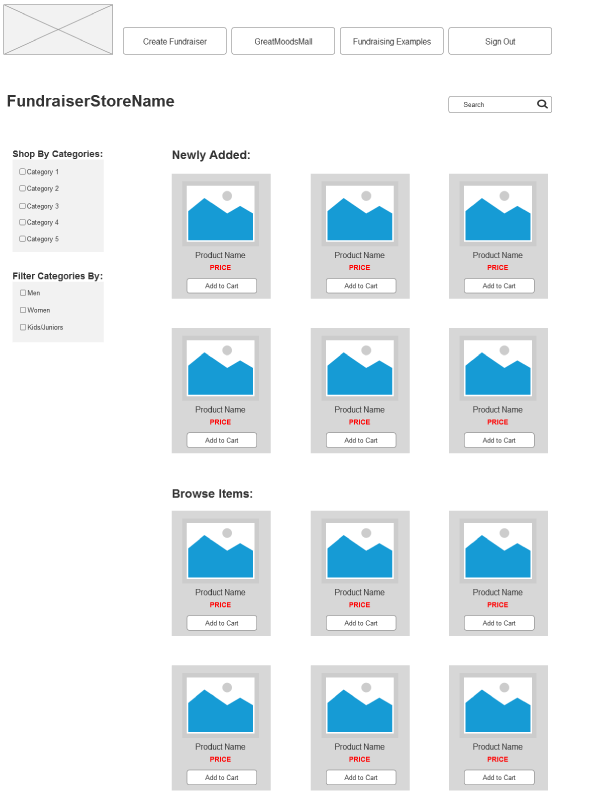 Create Fundraiser
GreatMoodsMall
Fundraising Examples
Sign Out
FundraiserStoreName
Search
Shop By Categories:
Category 1
Category 2
Category 3
Category 4
Category 5
Filter Categories By:
Men
Women
Kids/Juniors
Newly Added:
Product Name
PRICE
Add to Cart
Product Name
PRICE
Add to Cart
Product Name
PRICE
Add to Cart
Product Name
PRICE
Add to Cart
Product Name
PRICE
Add to Cart
Product Name
PRICE
Add to Cart
Browse Items:
Product Name
PRICE
Add to Cart
Product Name
PRICE
Add to Cart
Product Name
PRICE
Add to Cart
Product Name
PRICE
Add to Cart
Product Name
PRICE
Add to Cart
Product Name
PRICE
Add to Cart